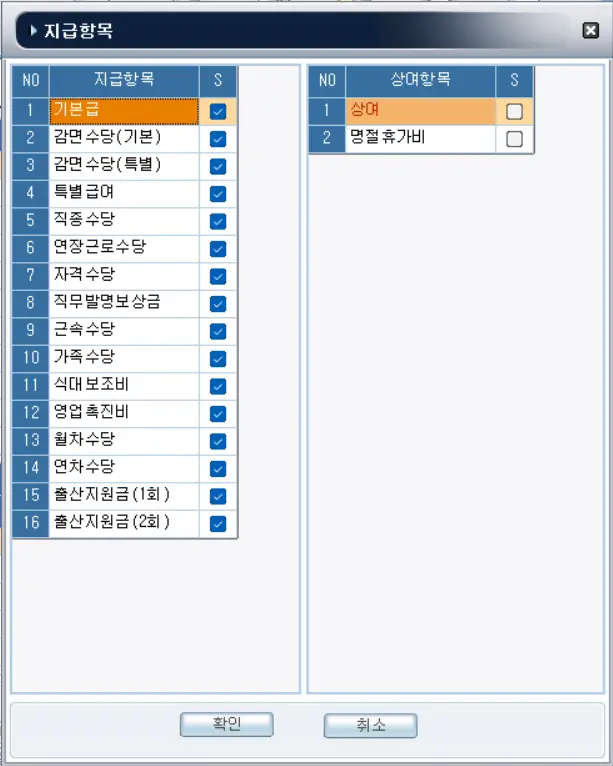 지급항목
NO 지급항목 S
1 기본급
2 감면수당(기본)
3 감면수당(특별)
4 특별급여
5 직종수당
6 연장근로수당
7 자격수당
8 직무발명보상금
9 근속수당
10 가족수당
11 식대보조비
12 영업촉진비
13 월차수당
14 연차수당
15 출산지원금(1회)
16 출산지원금(2회)
NO 상여항목 S
1 상여
2 명절휴가비
확인 취소